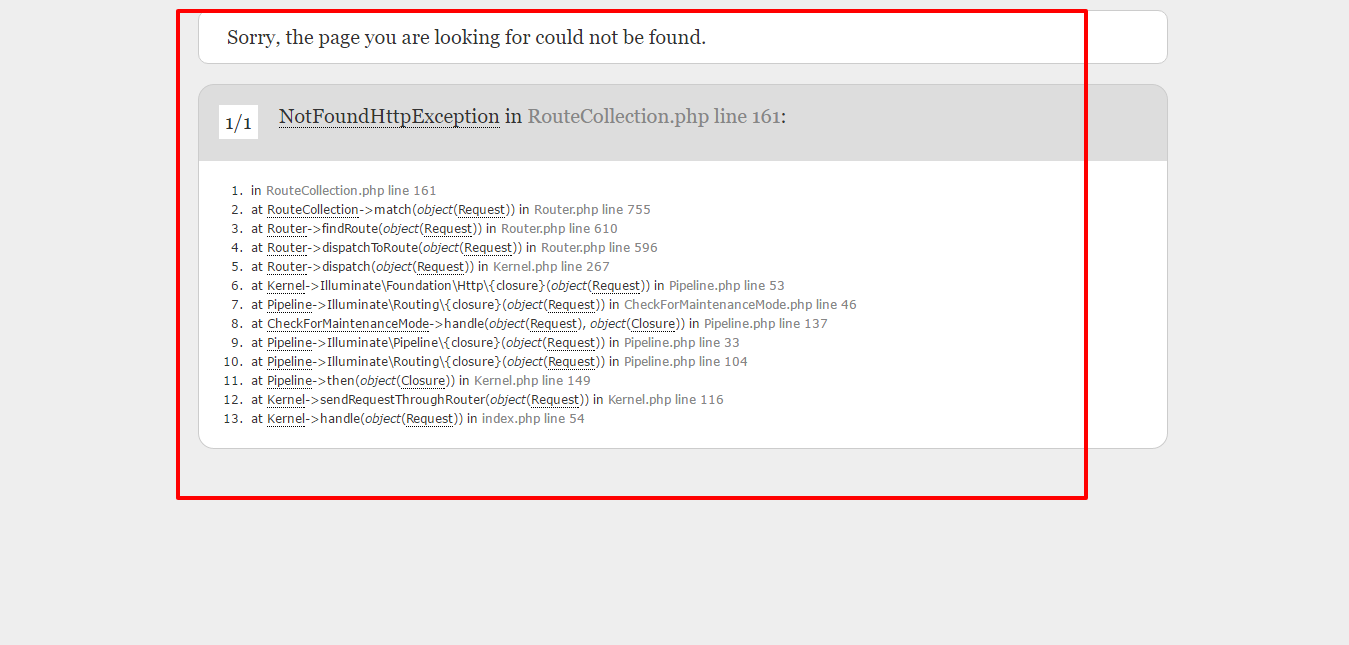 Sorry, the page you are looking for could not be found.
1/1
NotFoundHttpException in RouteCollection.php line 161:
1. in RouteCollection.php line 161
2. at RouteCollection->match(object(Request)) in Router.php line 755
3. at Router->findRoute(object(Request)) in Router.php line 610
4. at Router->dispatchToRoute(object(Request)) in Router.php line 596
5. at Router->dispatch(object(Request)) in Kernel.php line 267
6. at Kernel->Illuminate\Foundation\Http\{closure}(object(Request)) in Pipeline.php line 53
7. at Pipeline->Illuminate\Routing\{closure}(object(Request)) in CheckForMaintenanceMode.php line 46
8. at CheckForMaintenanceMode->handle(object(Request), object(Closure)) in Pipeline.php line 137
9. at Pipeline->Illuminate\Pipeline\{closure}(object(Request)) in Pipeline.php line 33
10. at Pipeline->Illuminate\Routing\{closure}(object(Request)) in Pipeline.php line 104
11. at Pipeline->then(object(Closure)) in Kernel.php line 149
12. at Kernel->sendRequestThroughRouter(object(Request)) in Kernel.php line 116
13. at Kernel->handle(object(Request)) in index.php line 54